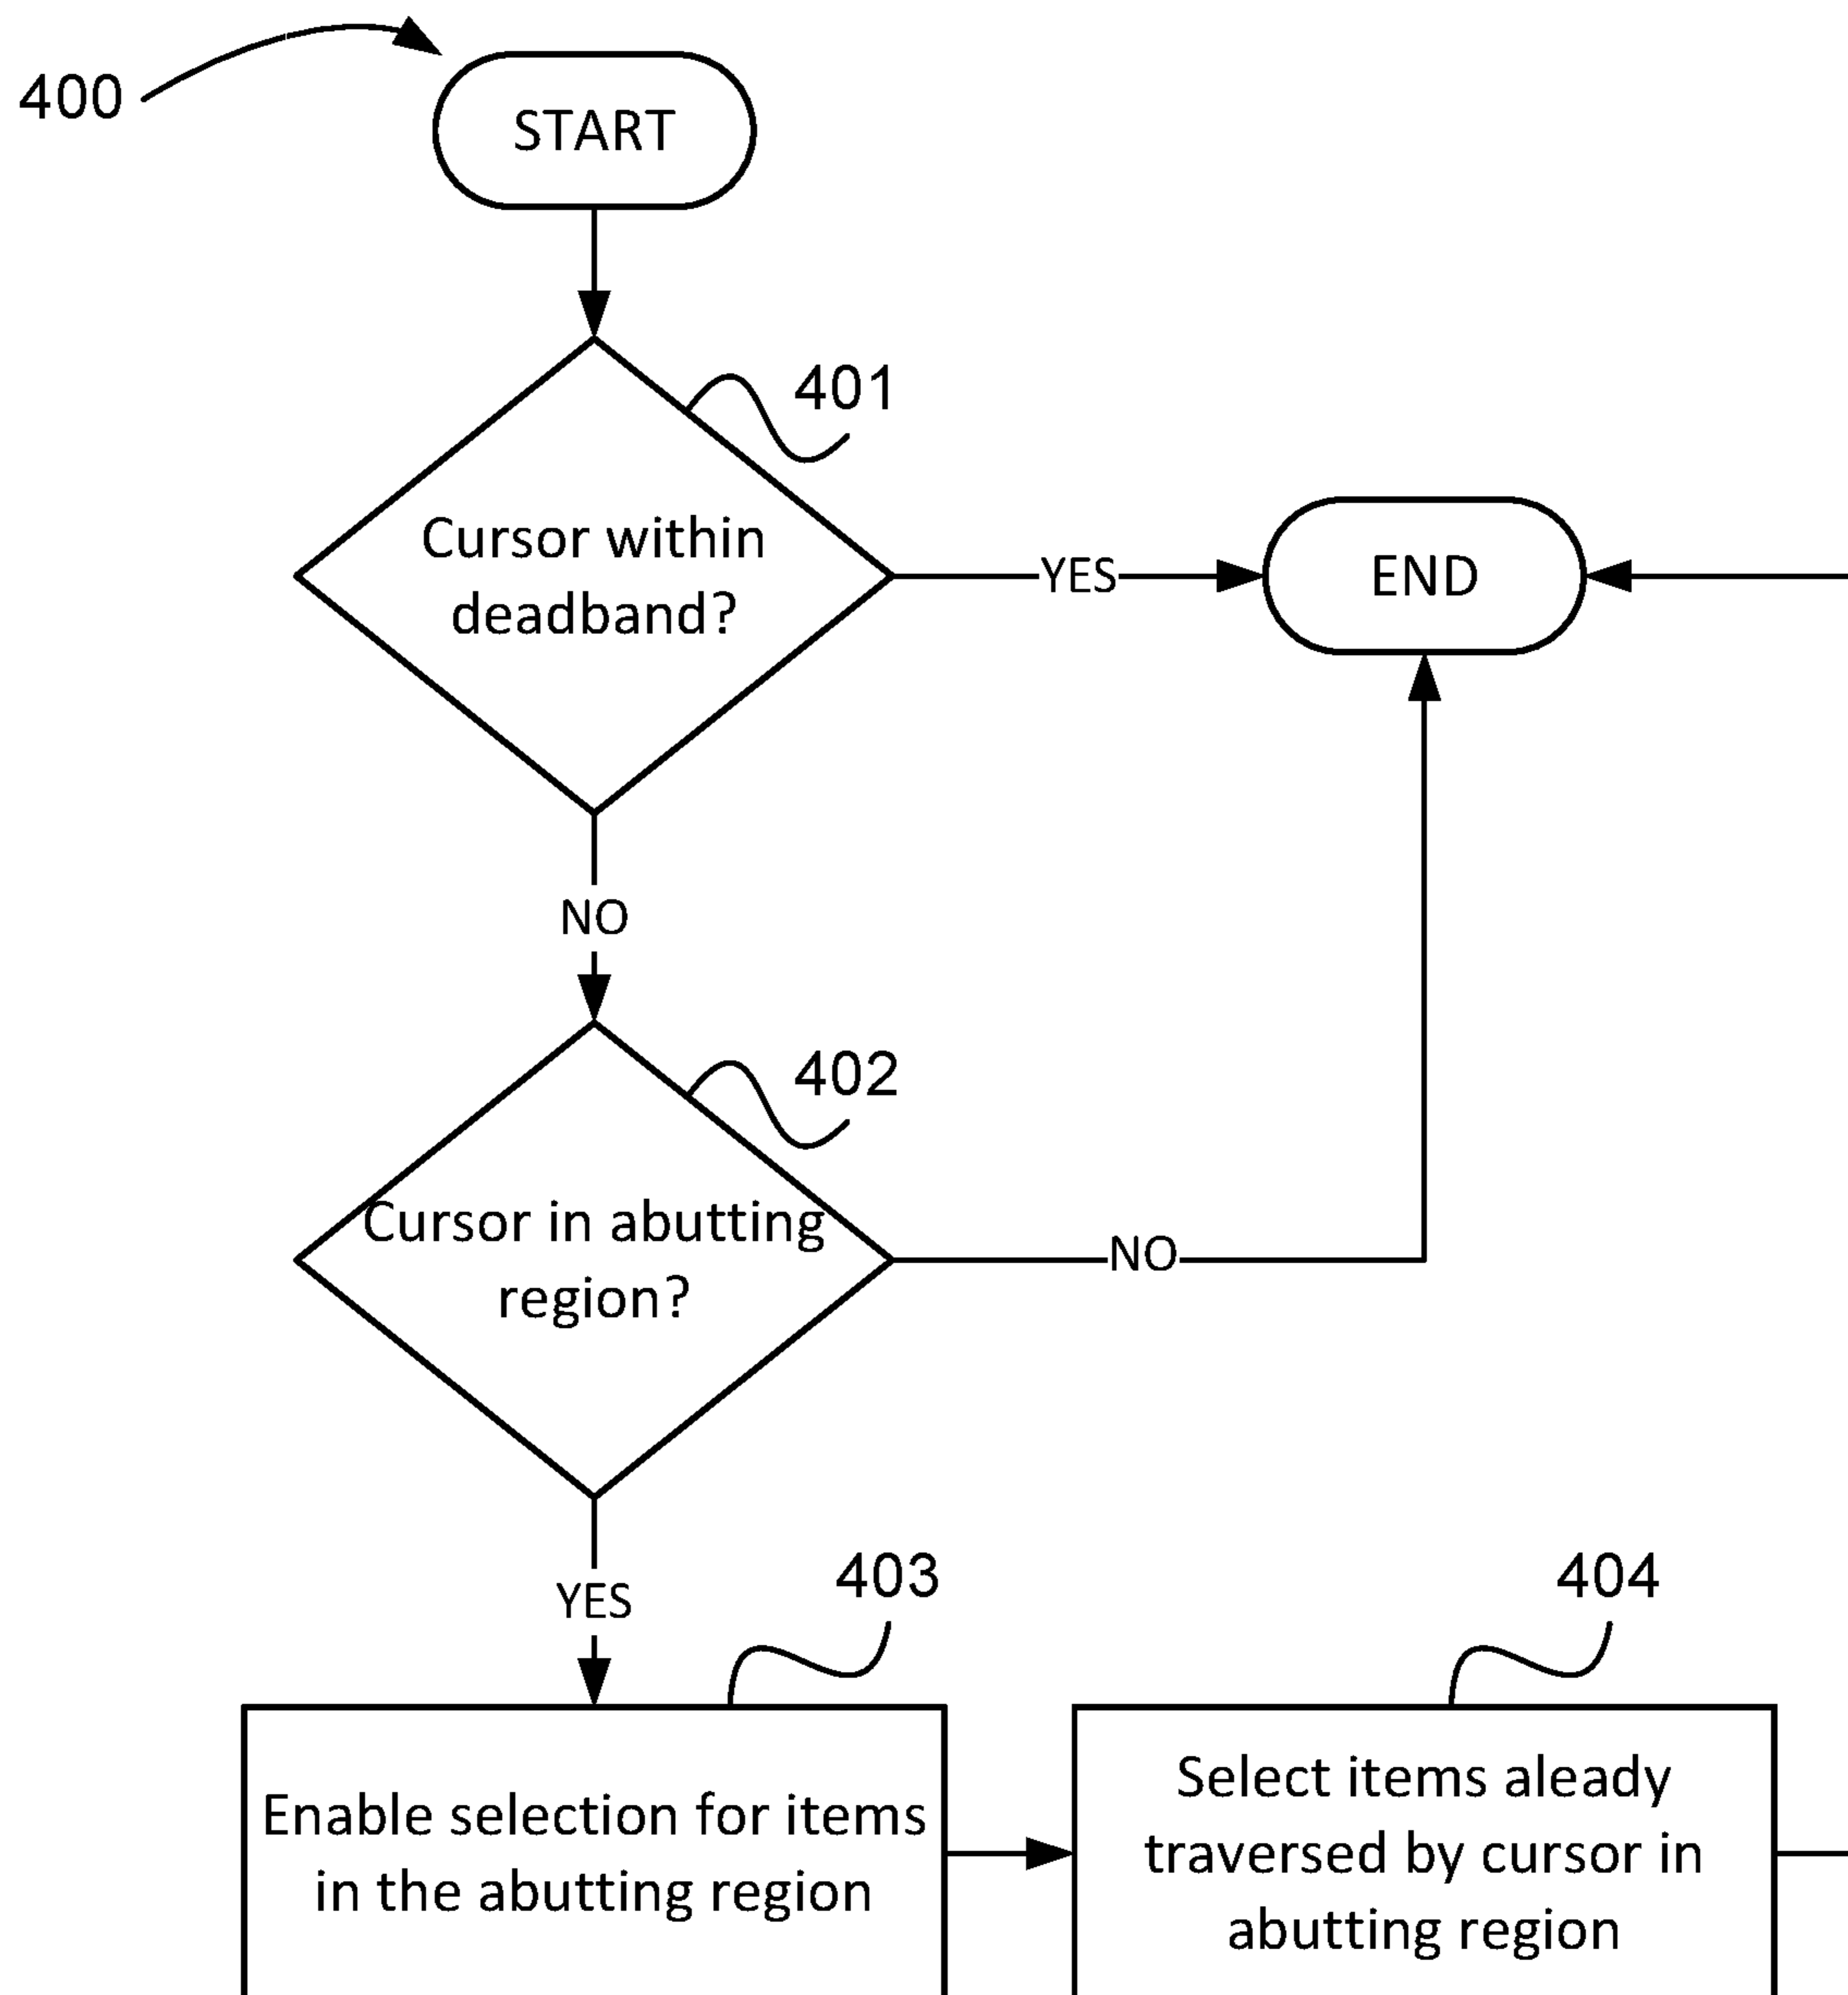 400
START
401
Cursor within
deadband?
YES
END
NO
402
Cursor in abutting
region?
NO
YES
403
404
Enable selection for items
in the abutting region
Select items aleady
traversed by cursor in
abutting region